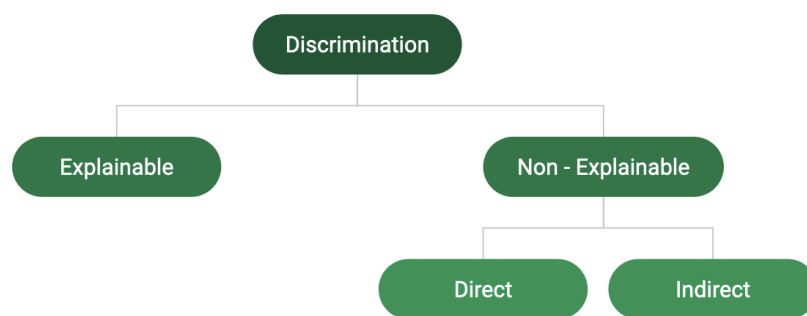 Discrimination
Explainable
Non - Explainable
Direct
Indirect